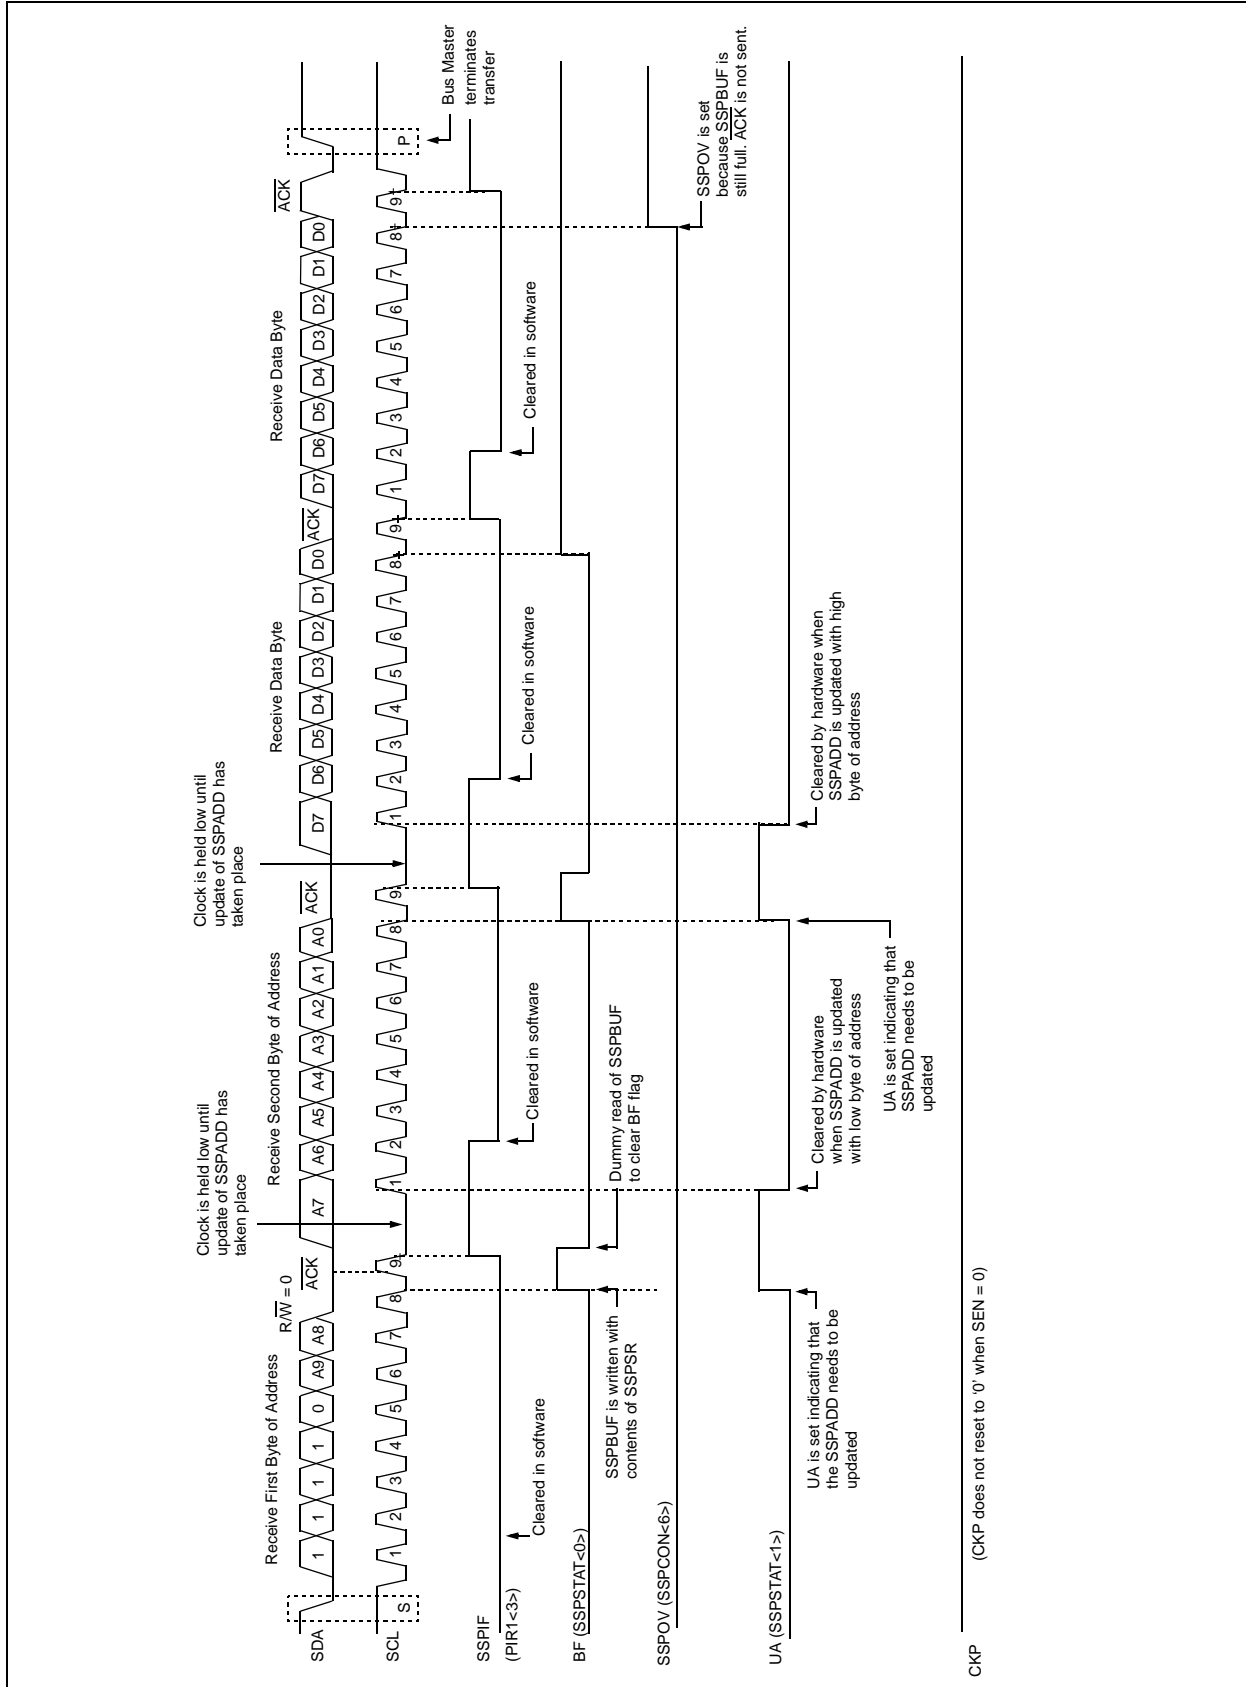 Receive First Byte of Address
R/W = 0
ACK
Clock is held low until
update of SSPADD has
taken place
Receive Second Byte of Address
ACK
Clock is held low until
update of SSPADD has
taken place
Receive Data Byte
ACK
Receive Data Byte
ACK
SDA
1 1 1 1 0 A9 A8
A7 A6 A5 A4 A3 A2 A1 A0
D7 D6 D5 D4 D3 D2 D1 D0
D7 D6 D5 D4 D3 D2 D1 D0
SCL
S
1 2 3 4 5 6 7 8 9
1 2 3 4 5 6 7 8 9
1 2 3 4 5 6 7 8 9
1 2 3 4 5 6 7 8 9
P
Bus Master
terminates
transfer
SSPIF
(PIR1<3>)
Cleared in software
Cleared in software
Cleared in software
Cleared in software
BF (SSPSTAT<0>)
SSPBUF is written with
contents of SSPSR
Dummy read of SSPBUF
to clear BF flag
SSPOV (SSPCON<6>)
SSPOV is set
because SSPBUF is
still full. ACK is not sent.
UA (SSPSTAT<1>)
UA is set indicating that
the SSPADD needs to be
updated
Cleared by hardware
when SSPADD is updated
with low byte of address
UA is set indicating that
SSPADD needs to be
updated
Cleared by hardware when
SSPADD is updated with high
byte of address
CKP
(CKP does not reset to ‘0’ when SEN = 0)